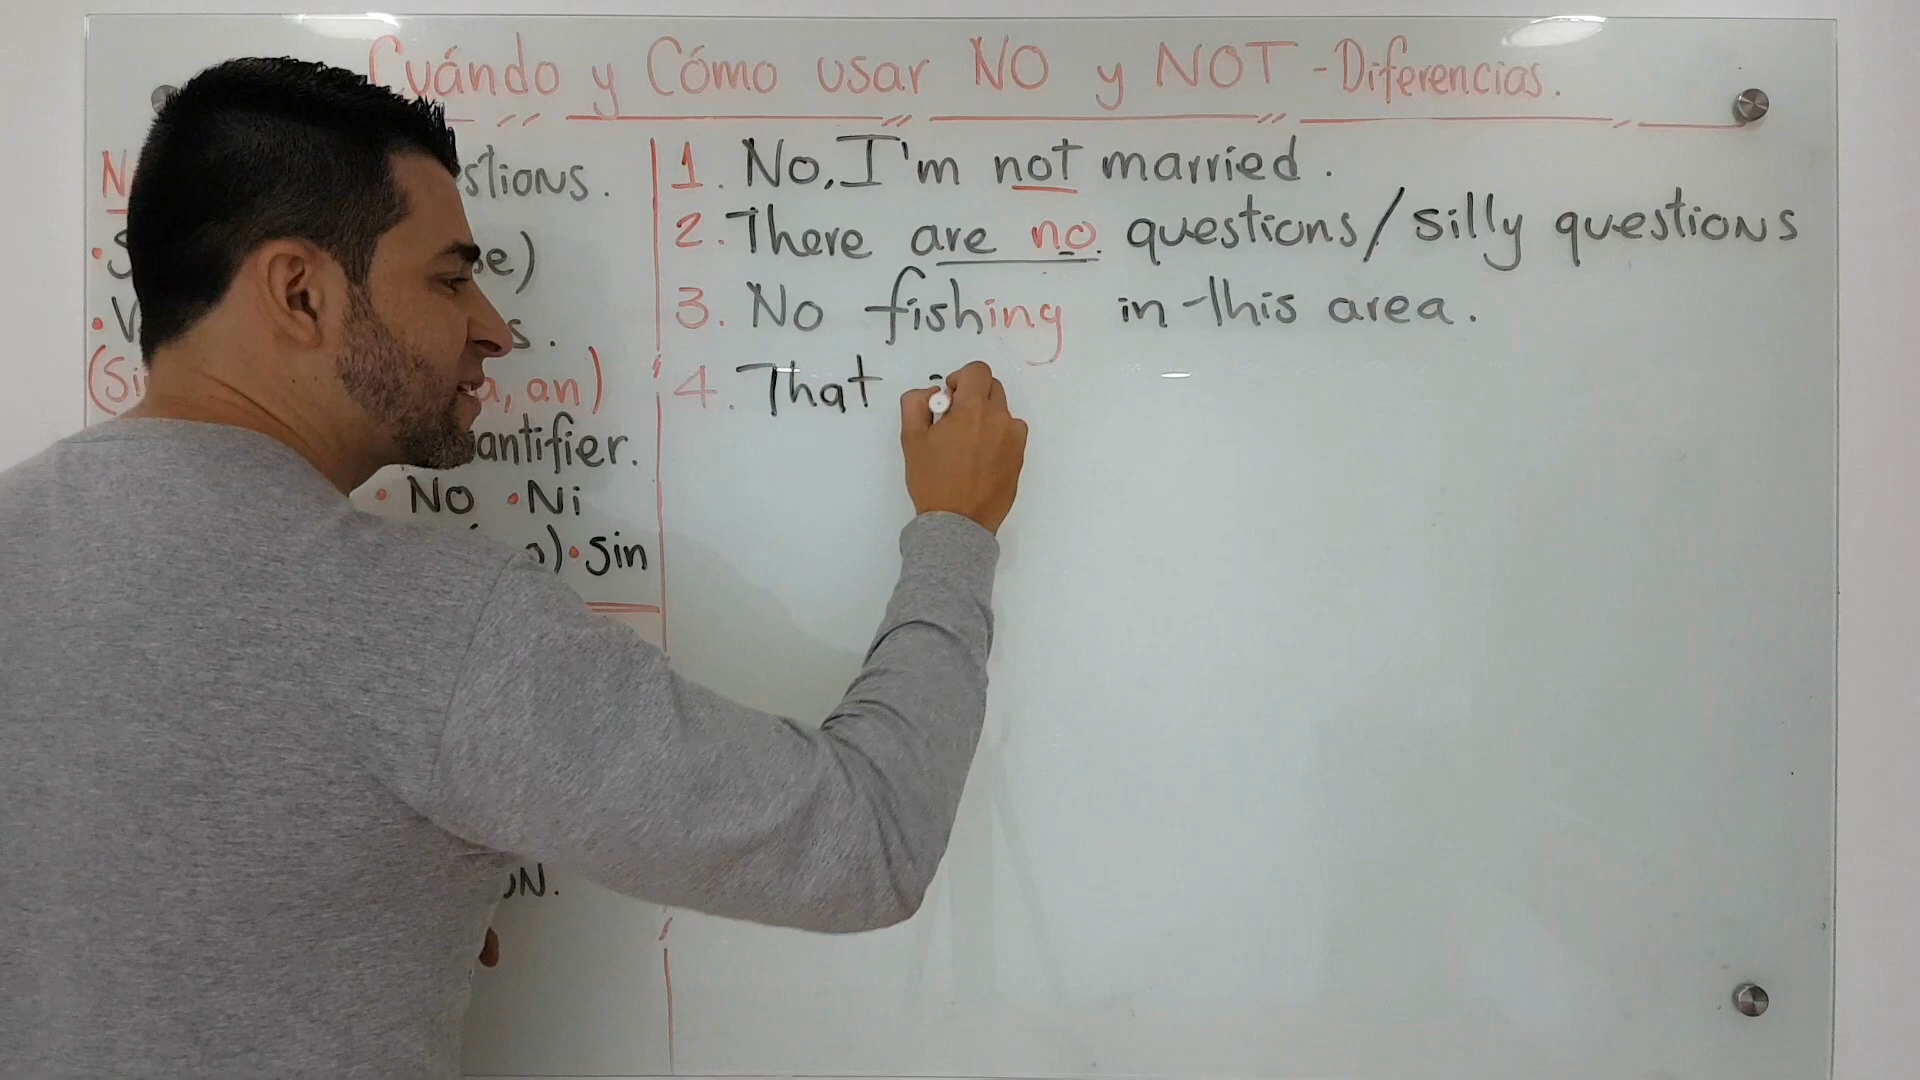 Cuándo y Cómo usar NO y NOT - Diferencias.
stions.
se)
s.
(Si a, an)
antifier.
• No • Ni
o) • Sin
ON.
1. No, I'm not married.
2. There are no questions / silly questions
3. No fishing in this area.
4. That